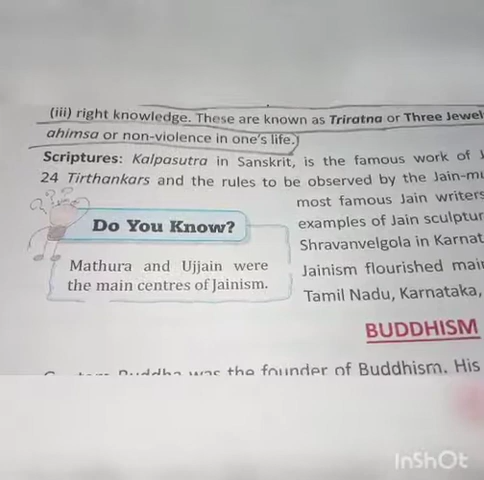 (iii) right knowledge. These are known as Triratna or Three Jewel
ahimsa or non-violence in one's life.
Scriptures: Kalpasutra in Sanskrit, is the famous work of J
24 Tirthankars and the rules to be observed by the Jain-mu
most famous Jain writers
examples of Jain sculptur
Shravanvelgola in Karnat
Jainism flourished mai
Tamil Nadu, Karnataka,
Do You Know?
Mathura and Ujjain were
the main centres of Jainism.
BUDDHISM
Buddha was the founder of Buddhism. His
InShOt